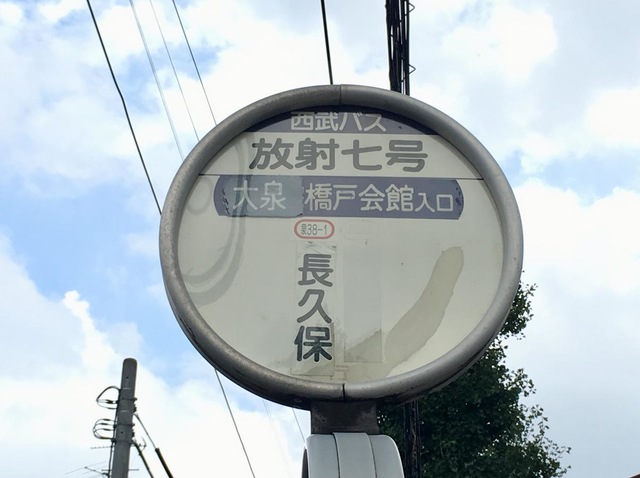 西武バス
放射七号
大泉 橋戸会館入口
泉38-1
長久保